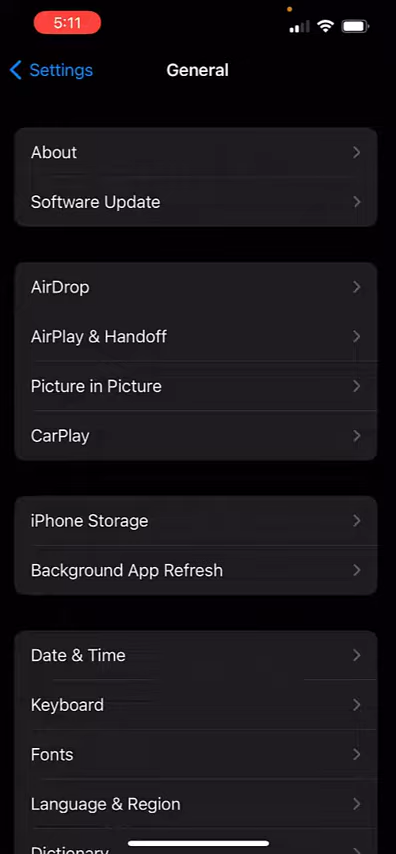 5:11
Settings
General
About
Software Update
AirDrop
AirPlay & Handoff
Picture in Picture
CarPlay
iPhone Storage
Background App Refresh
Date & Time
Keyboard
Fonts
Language & Region
Dictionary